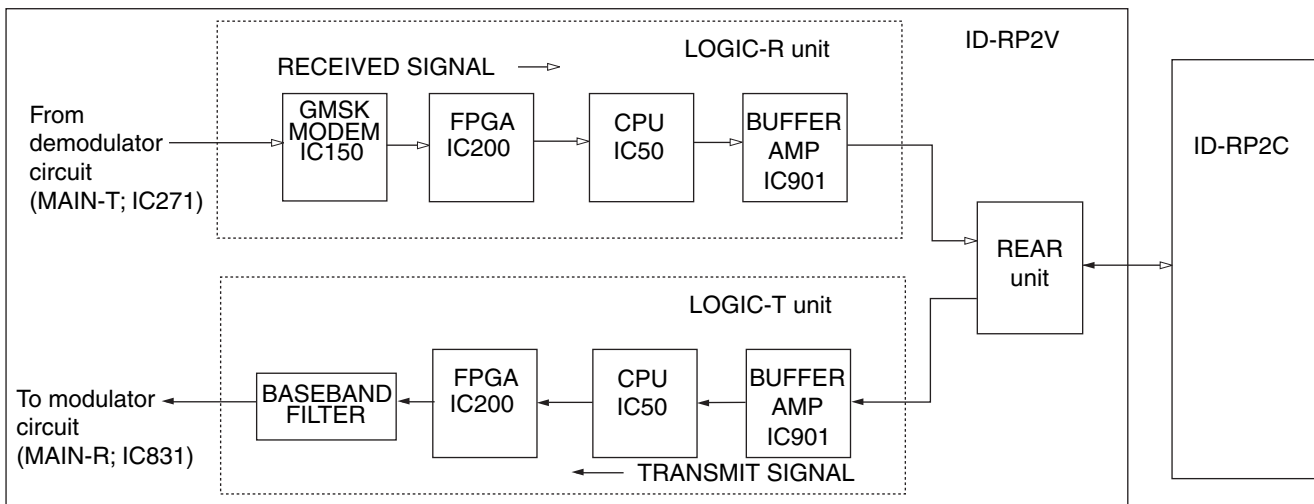 LOGIC-R unit
ID-RP2V
RECEIVED SIGNAL
From
demodulator
circuit
(MAIN-T; IC271)
GMSK
MODEM
IC150
FPGA
IC200
CPU
IC50
BUFFER
AMP
IC901
ID-RP2C
REAR
unit
LOGIC-T unit
To modulator
circuit
(MAIN-R; IC831)
BASEBAND
FILTER
FPGA
IC200
CPU
IC50
BUFFER
AMP
IC901
TRANSMIT SIGNAL